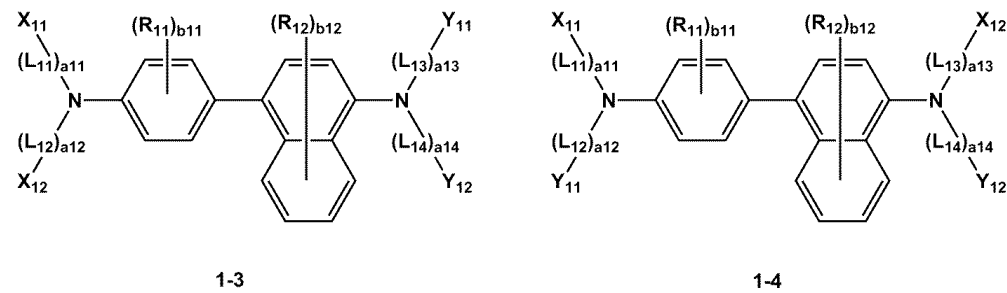 X₁₁ (R₁₁)b11 (R₁₂)b12 Y₁₁ X₁₁ (R₁₁)b11 (R₁₂)b12 X₁₂
(L₁₁)a11 (L₁₃)a13 (L₁₁)a11 (L₁₃)a13
N N N N
(L₁₂)a12 (L₁₄)a14 (L₁₂)a12 (L₁₄)a14
X₁₂ Y₁₂ Y₁₁ Y₁₂
1-3 1-4